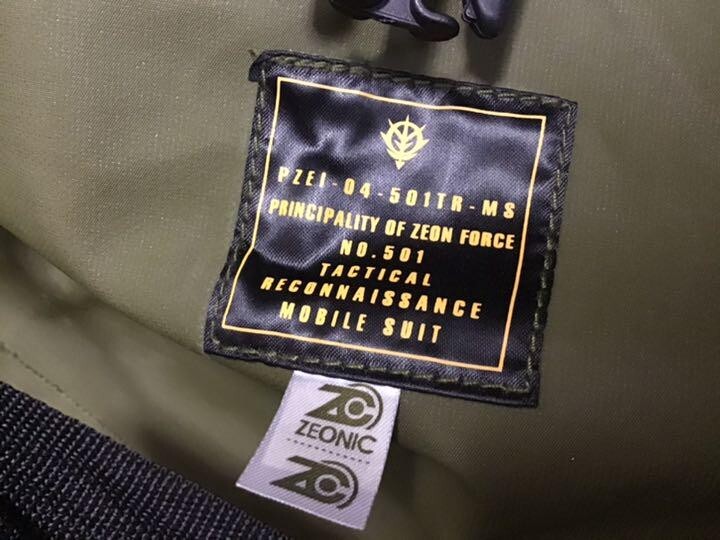 PZEI-04-501TR-MS
PRINCIPALITY OF ZEON FORCE
NO.501
TACTICAL
RECONNAISSANCE
MOBILE SUIT
ZEONIC